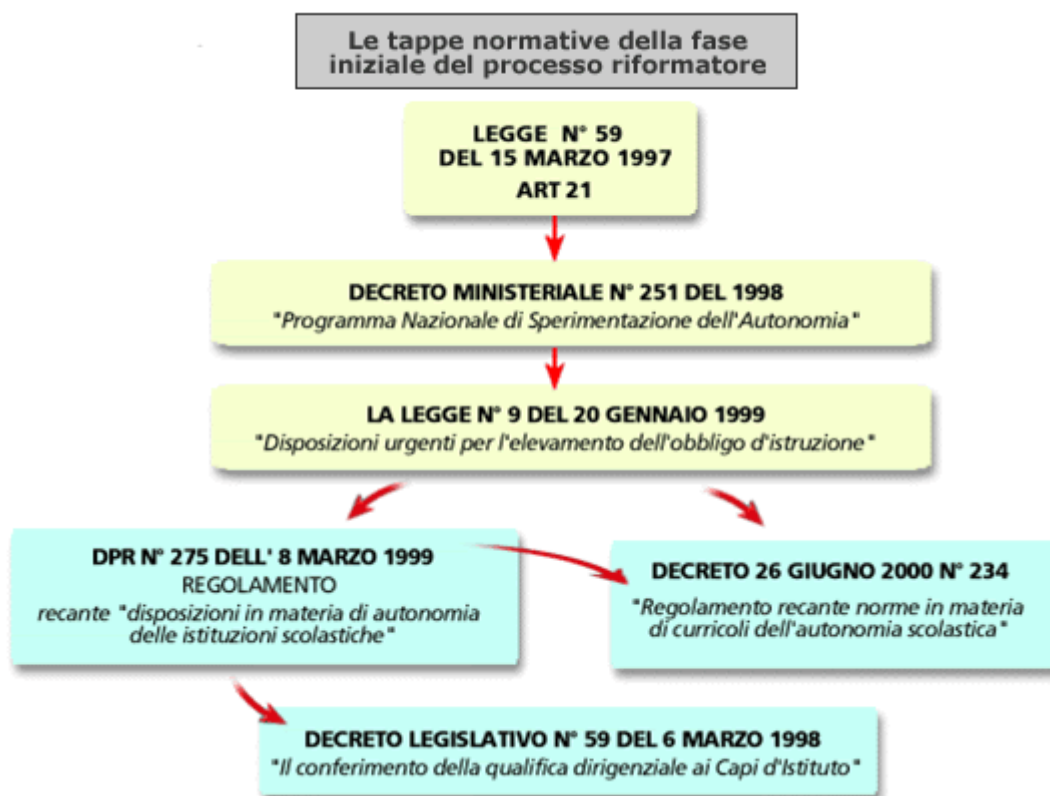 Le tappe normative della fase
iniziale del processo riformatore
LEGGE N° 59
DEL 15 MARZO 1997
ART 21
DECRETO MINISTERIALE N° 251 DEL 1998
"Programma Nazionale di Sperimentazione dell'Autonomia"
LA LEGGE N° 9 DEL 20 GENNAIO 1999
"Disposizioni urgenti per l'elevamento dell'obbligo d'istruzione"
DPR N° 275 DELL' 8 MARZO 1999
REGOLAMENTO
recante "disposizioni in materia di autonomia
delle istituzioni scolastiche"
DECRETO 26 GIUGNO 2000 N° 234
"Regolamento recante norme in materia
di curricoli dell'autonomia scolastica"
DECRETO LEGISLATIVO N° 59 DEL 6 MARZO 1998
"Il conferimento della qualifica dirigenziale ai Capi d'Istituto"